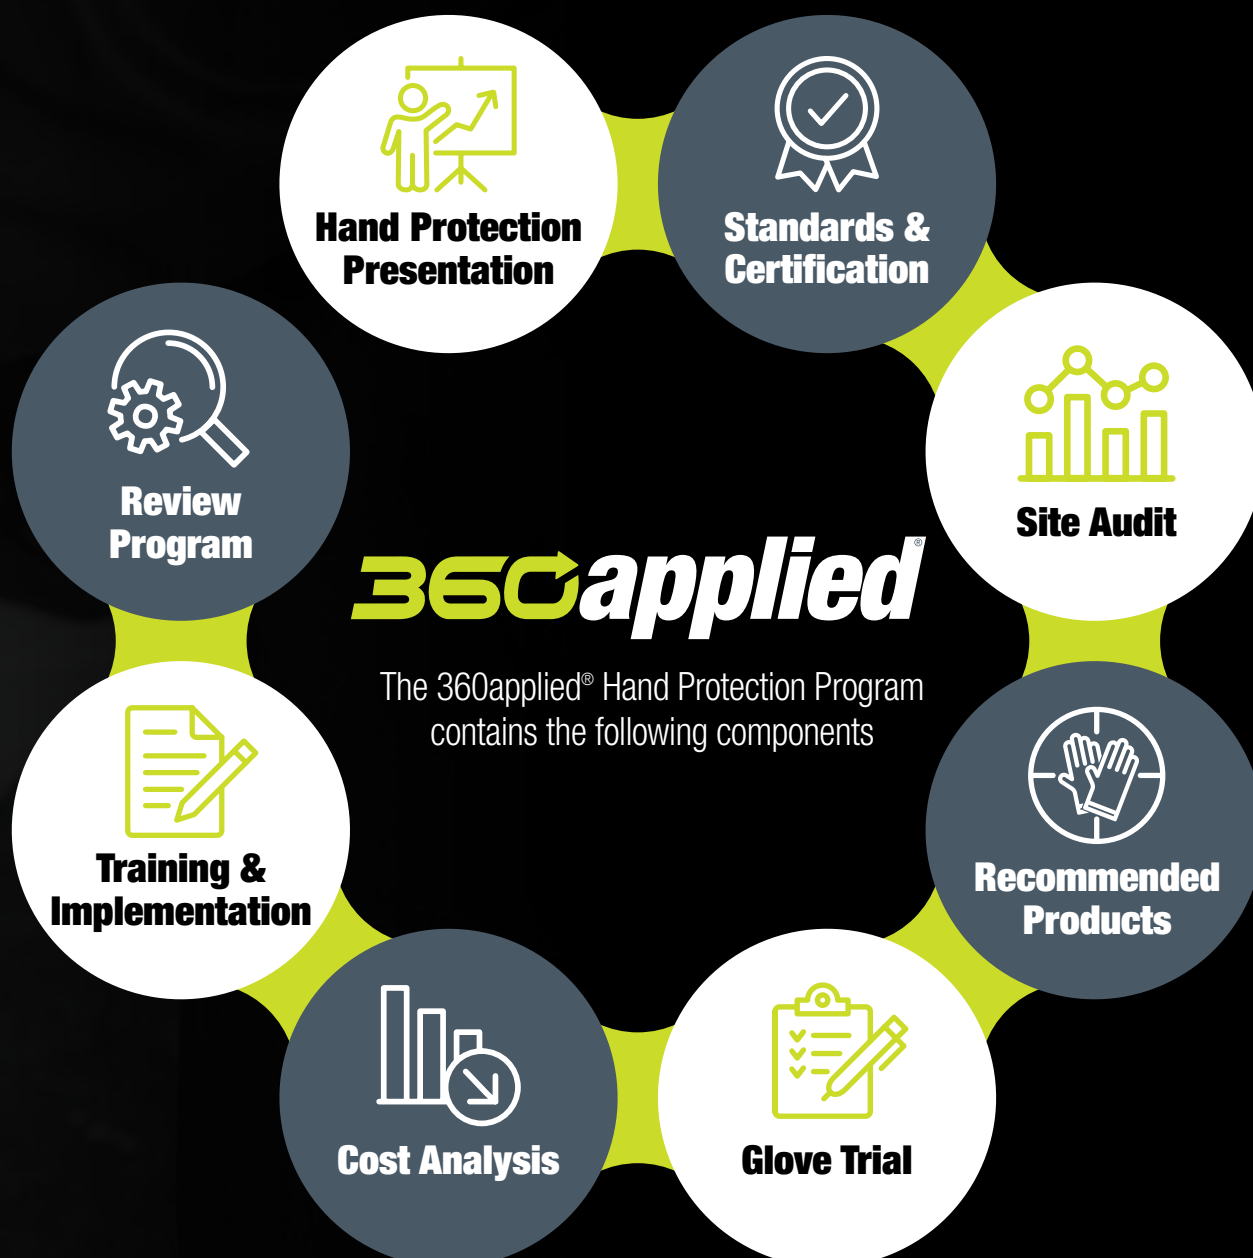 Hand Protection
Presentation
Standards &
Certification
Site Audit
Recommended
Products
Glove Trial
Cost Analysis
Training &
Implementation
Review
Program
360applied®
The 360applied® Hand Protection Program
contains the following components